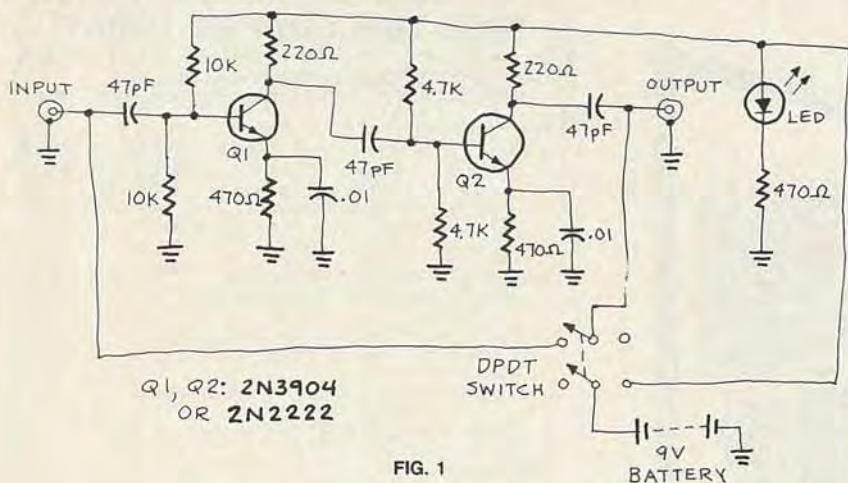 INPUT
47pF
10K
220Ω
Q1
10K
470Ω
.01
47pF
4.7K
220Ω
Q2
4.7K
470Ω
.01
47pF
OUTPUT
LED
470Ω
DPDT
SWITCH
9V
BATTERY
Q1, Q2: 2N3904
OR 2N2222
FIG. 1